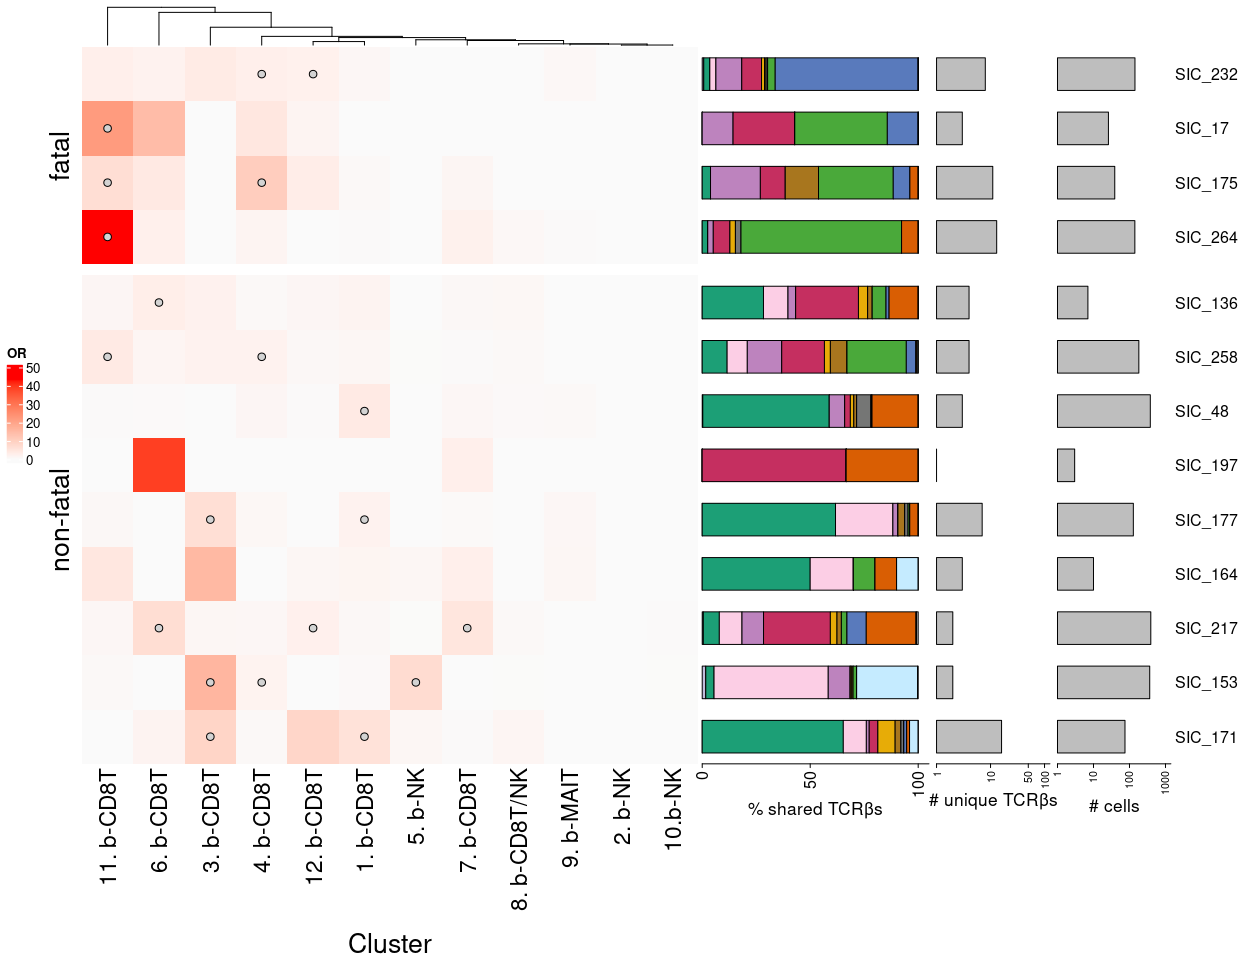 fatal
non-fatal
OR
50
40
30
20
10
0
SIC_232
SIC_17
SIC_175
SIC_264
SIC_136
SIC_258
SIC_48
SIC_197
SIC_177
SIC_164
SIC_217
SIC_153
SIC_171
11. b-CD8T
6. b-CD8T
3. b-CD8T
4. b-CD8T
12. b-CD8T
1. b-CD8T
5. b-NK
7. b-CD8T
8. b-CD8T/NK
9. b-MAIT
2. b-NK
10.b-NK
Cluster
0 50 100
% shared TCRβs
1 10 50 100
# unique TCRβs
1 10 100 1000
# cells